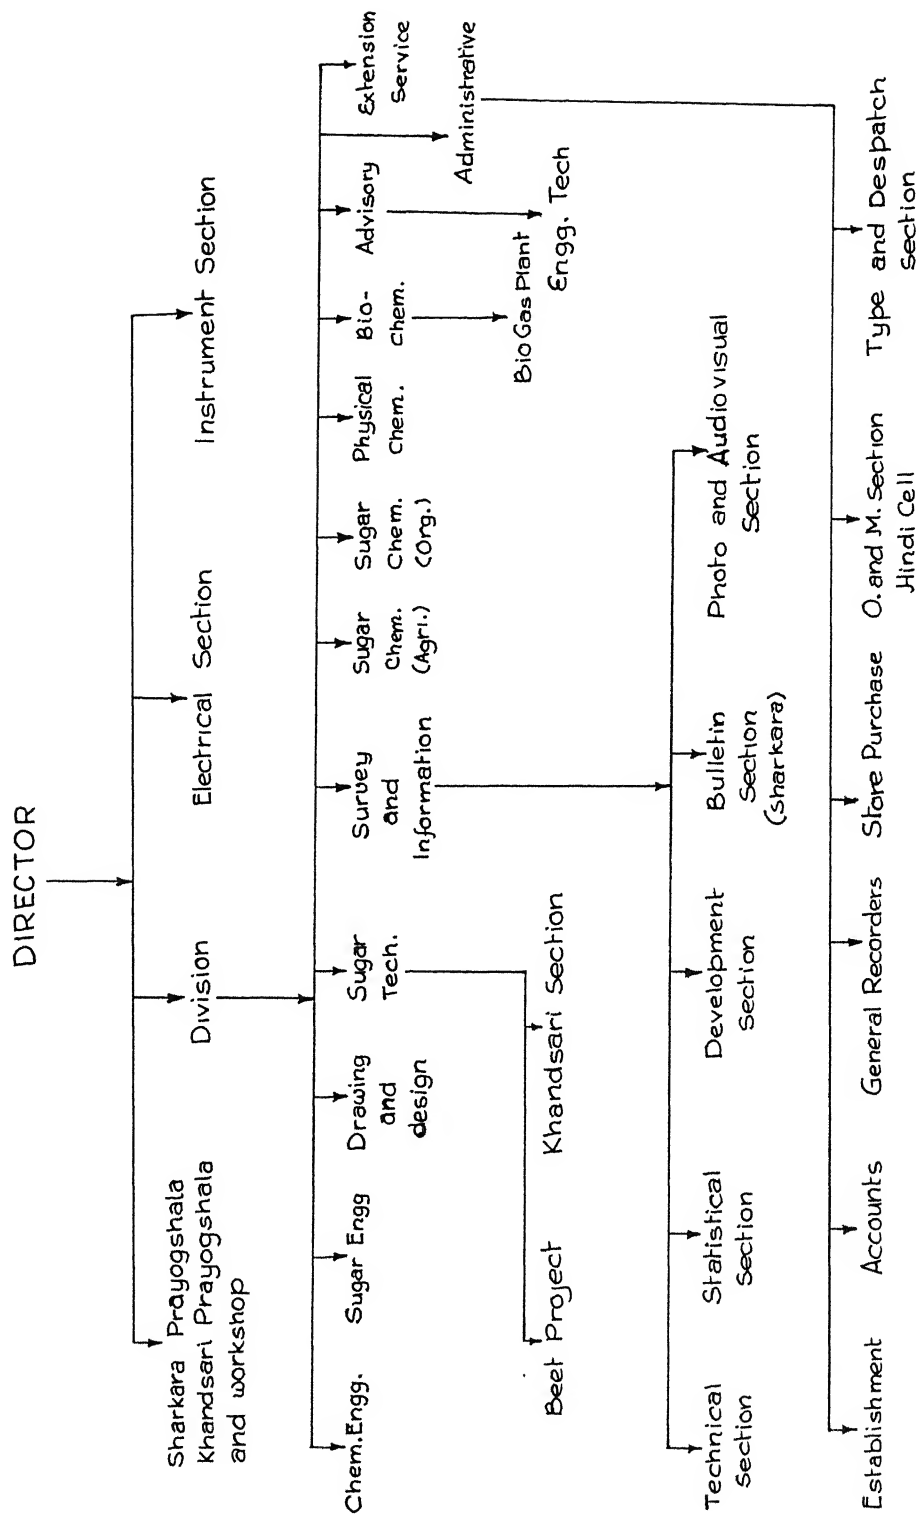 DIRECTOR
Sharkara Prayogshala
Khandsari Prayogshala
and workshop
Division
Electrical Section
Instrument Section
Chem.Engg.
Sugar Engg
Drawing
and
design
Sugar
Tech.
Survey
and
Information
Sugar
Chem.
(Agri.)
Sugar
Chem.
(Org.)
Physical
Chem.
Bio-
Chem.
Advisory
Administrative
Extension
Service
Beet Project
Khandsari Section
Bio Gas Plant
Engg. Tech
Technical
Section
Statistical
Section
Development
Section
Bulletin
Section
(sharkara)
Photo and Audiovisual
Section
Establishment
Accounts
General Recorders
Store Purchase
O. and M. Section
Hindi Cell
Type and Despatch
Section